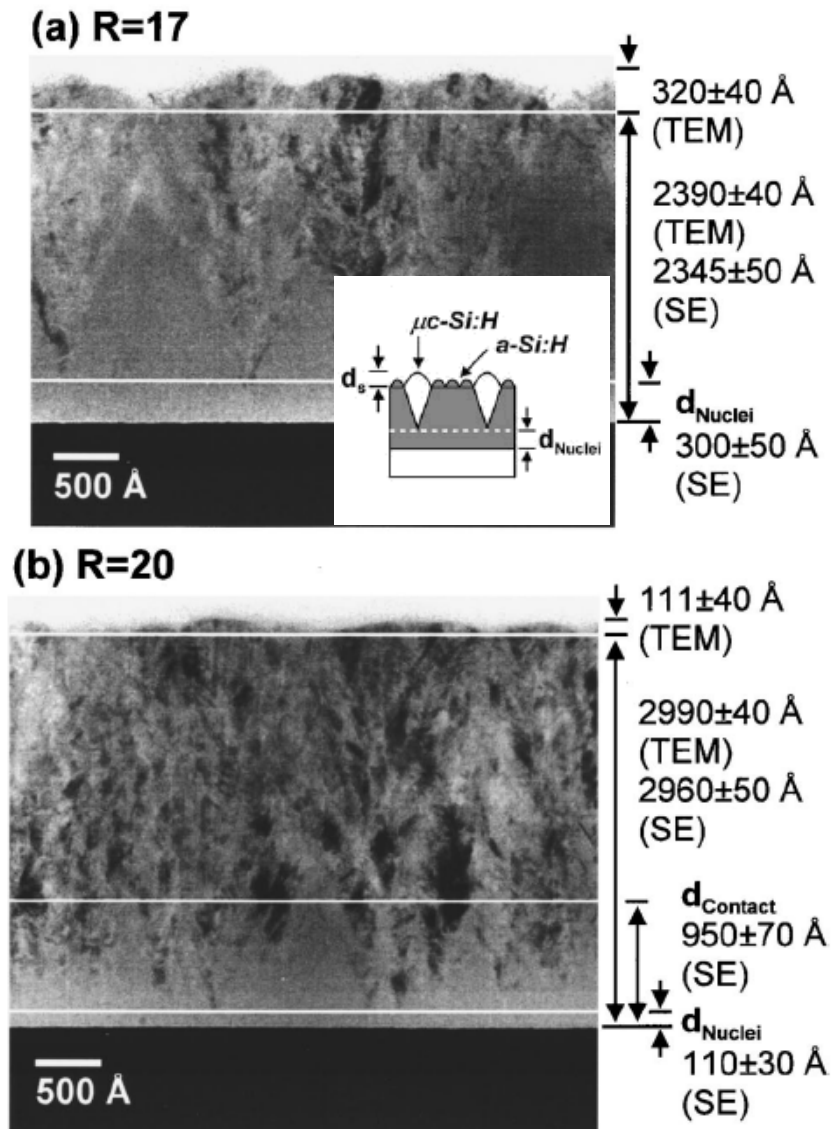 (a) R=17
320±40 Å
(TEM)
2390±40 Å
(TEM)
2345±50 Å
(SE)
μc-Si:H
a-Si:H
ds
dNuclei
dNuclei
300±50 Å
(SE)
500 Å
(b) R=20
111±40 Å
(TEM)
2990±40 Å
(TEM)
2960±50 Å
(SE)
dContact
950±70 Å
(SE)
dNuclei
110±30 Å
(SE)
500 Å